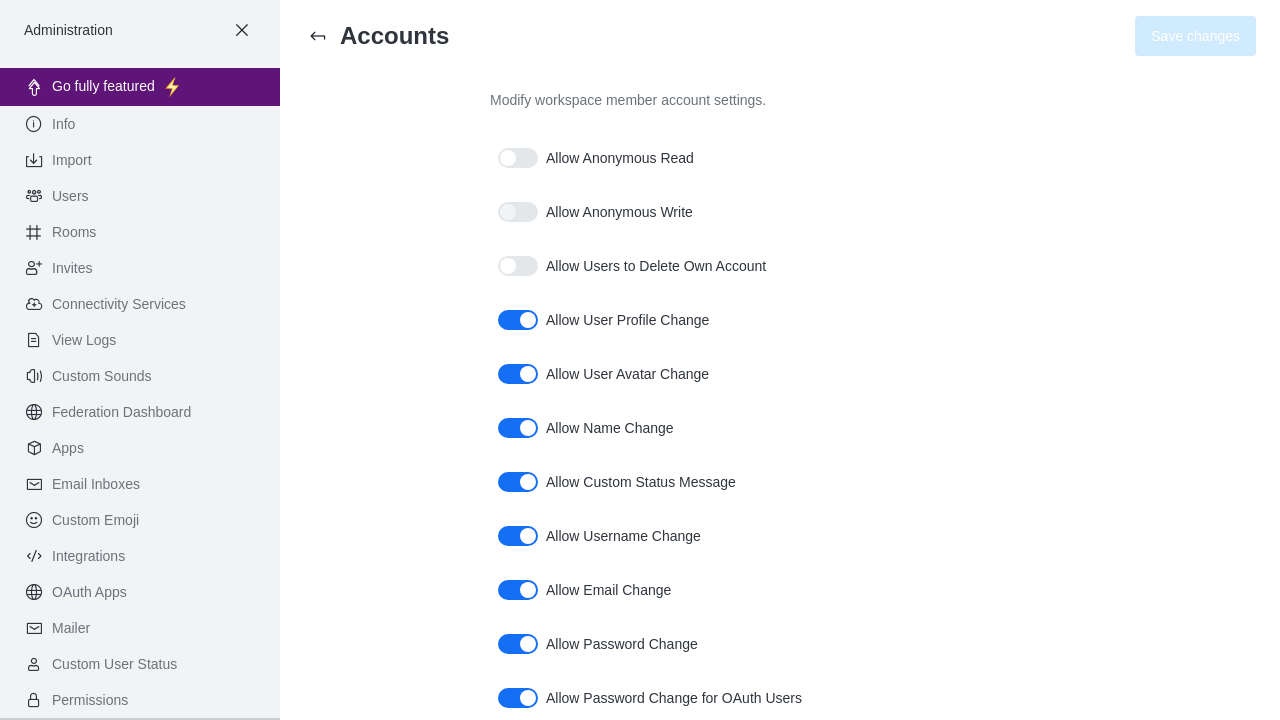 Administration
Go fully featured ⚡
Info
Import
Users
Rooms
Invites
Connectivity Services
View Logs
Custom Sounds
Federation Dashboard
Apps
Email Inboxes
Custom Emoji
Integrations
OAuth Apps
Mailer
Custom User Status
Permissions
Accounts
Save changes
Modify workspace member account settings.
Allow Anonymous Read
Allow Anonymous Write
Allow Users to Delete Own Account
Allow User Profile Change
Allow User Avatar Change
Allow Name Change
Allow Custom Status Message
Allow Username Change
Allow Email Change
Allow Password Change
Allow Password Change for OAuth Users